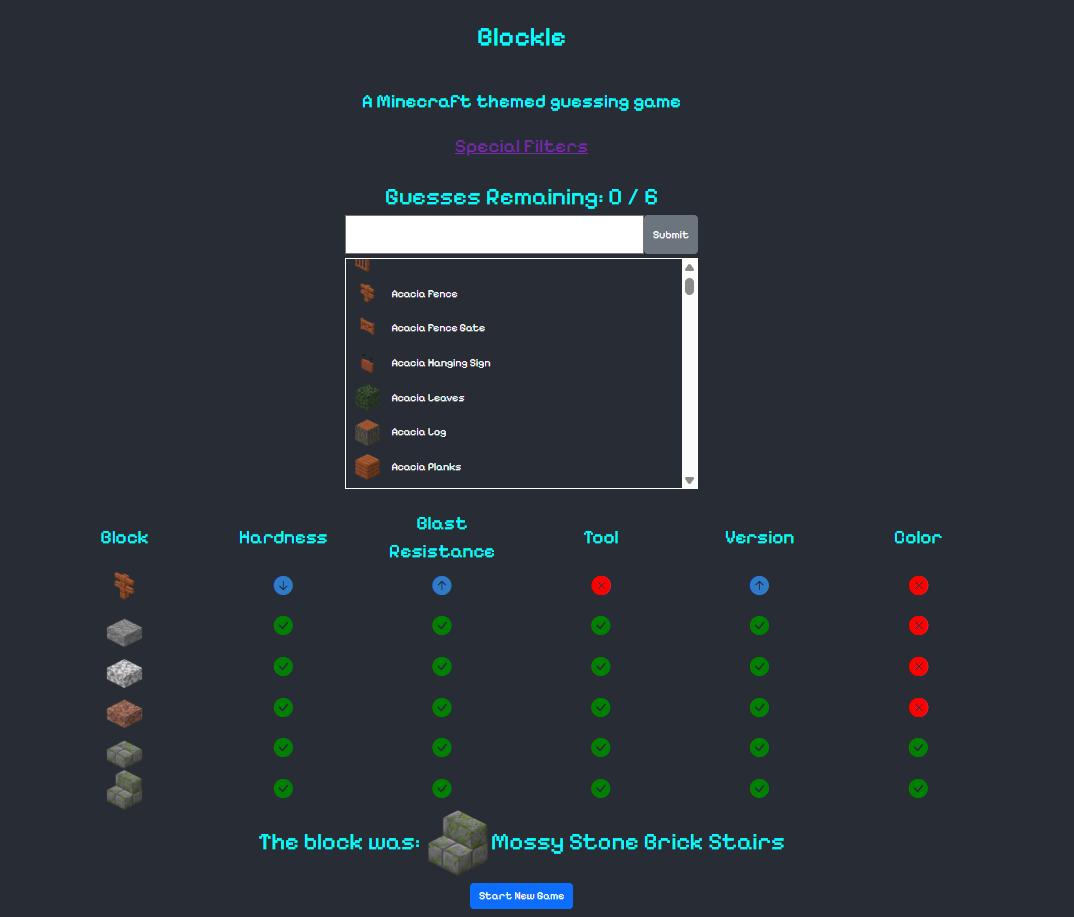 Blockle
A Minecraft themed guessing game
Special Filters
Guesses Remaining: 0 / 6
Submit
Acacia Fence
Acacia Fence Gate
Acacia Hanging Sign
Acacia Leaves
Acacia Log
Acacia Planks
Block Hardness Blast Resistance Tool Version Color
The block was: Mossy Stone Brick Stairs
Start New Game